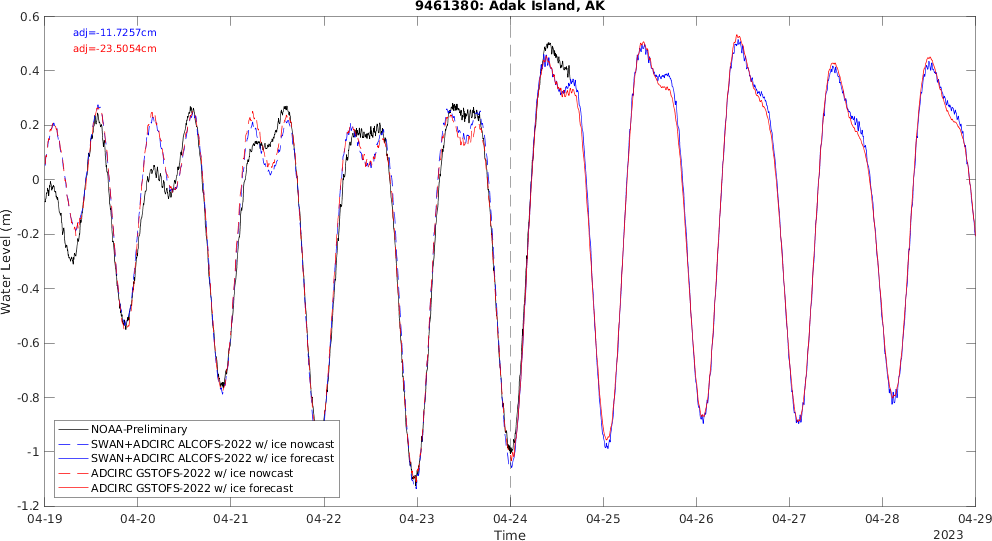 9461380: Adak Island, AK
adj=-11.7257cm
adj=-23.5054cm
0.6
0.4
0.2
0
-0.2
-0.4
-0.6
-0.8
-1
-1.2
Water Level (m)
NOAA-Preliminary
SWAN+ADCIRC ALCOFS-2022 w/ ice nowcast
SWAN+ADCIRC ALCOFS-2022 w/ ice forecast
ADCIRC GSTOFS-2022 w/ ice nowcast
ADCIRC GSTOFS-2022 w/ ice forecast
04-19 04-20 04-21 04-22 04-23 04-24 04-25 04-26 04-27 04-28 04-29
Time
2023